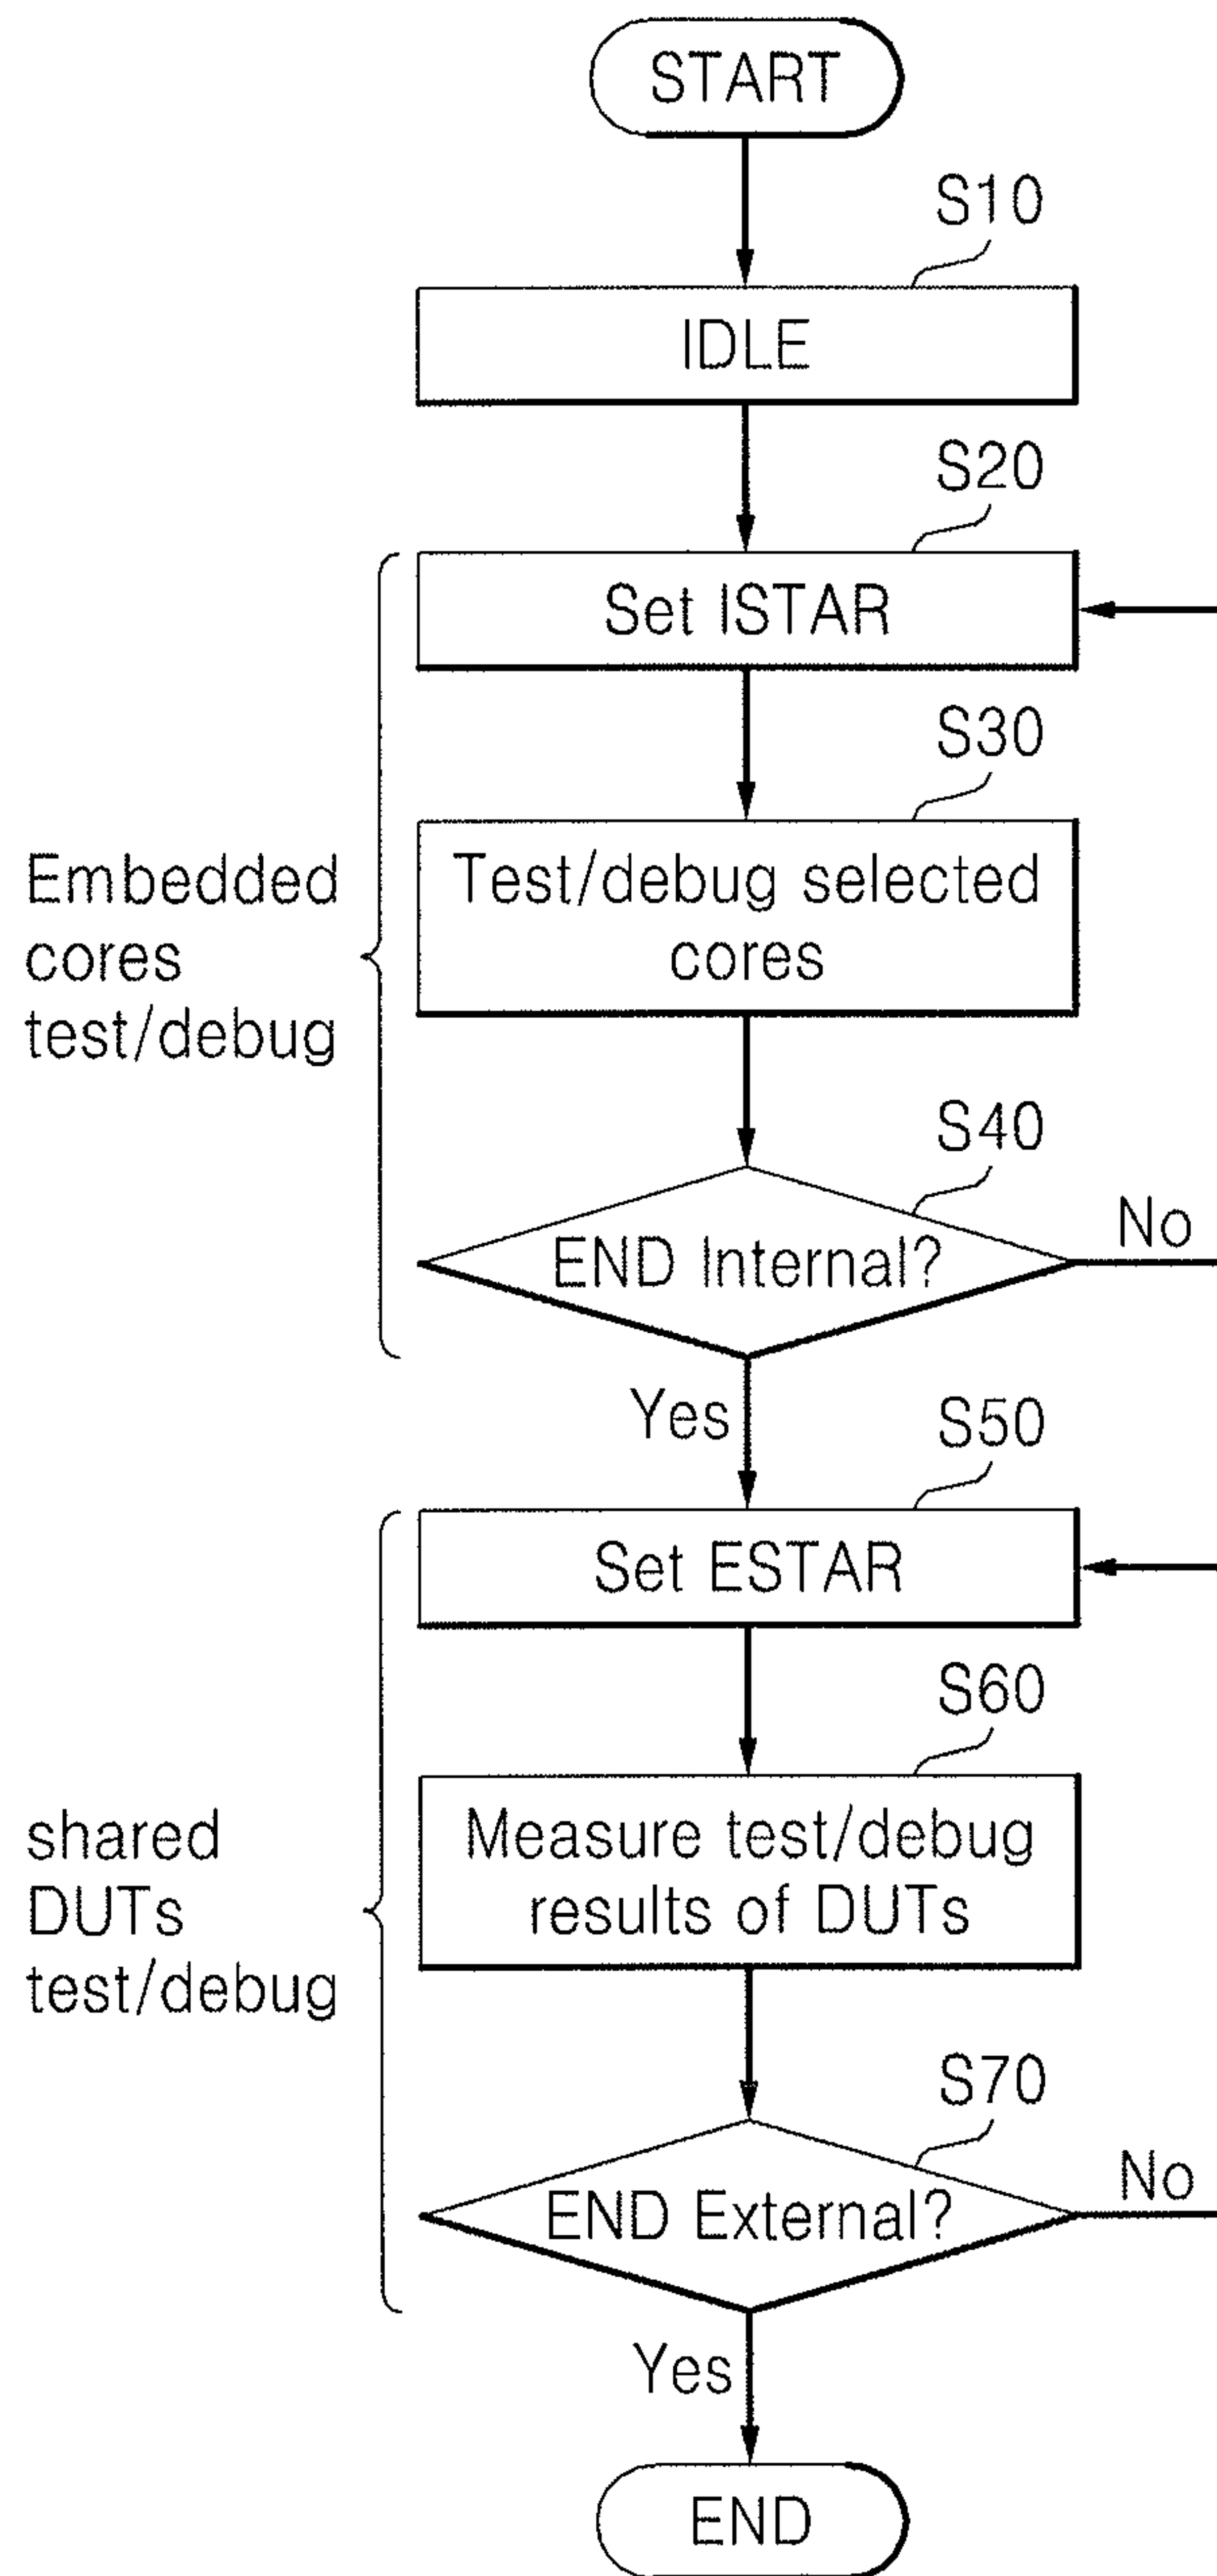 START
S10
IDLE
S20
Set ISTAR
S30
Embedded
cores
test/debug
Test/debug selected
cores
S40
END Internal?
No
Yes
S50
Set ESTAR
S60
shared
DUTs
test/debug
Measure test/debug
results of DUTs
S70
END External?
No
Yes
END